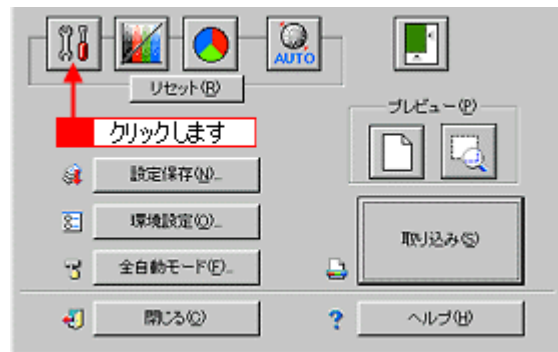 AUTO
リセット(R)
プレビュー(P)
クリックします
設定保存(N)...
環境設定(O)...
取り込み(S)
全自動モード(F)...
閉じる(C)
ヘルプ(H)